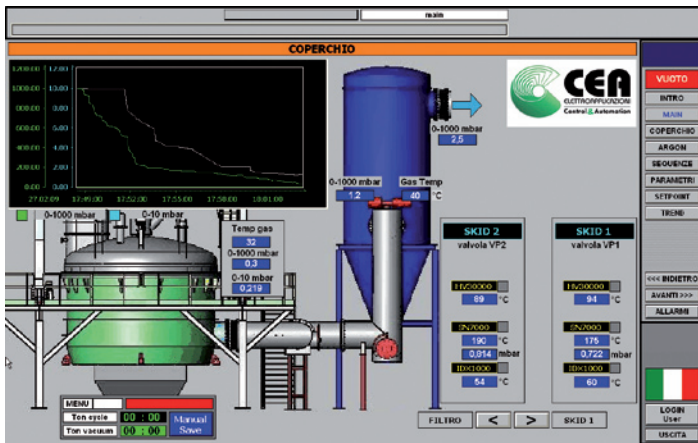 main
COPERCHIO
1200.00 12.00
1000.00 10.00
800.00 8.00
600.00 6.00
400.00 4.00
200.00 2.00
0.00 0.00
27.02.09 17:49:00 17:52:00 17:55:00 17:58:00 18:01:00
0-1000 mbar 0-10 mbar
CEA
ELETTROAPPLICAZIONI
Control & Automation
0-1000 mbar
2,5
0-1000 mbar
1,2
Gas Temp
40 °C
Temp gas
32
0-1000 mbar
0,3
0-10 mbar
0,219
SKID 2
valvola VP2
HV30000
89 °C
SN7000
190 °C
0,814 mbar
IDX1000
54 °C
SKID 1
valvola VP1
HV30000
94 °C
SN7000
175 °C
0,722 mbar
IDX1000
60 °C
MENU
Ton cycle 00 : 00
Ton vacuum 00 : 00
Manual
Save
FILTRO < > SKID 1
VUOTO
INTRO
MAIN
COPERCHIO
ARGON
SEQUENZE
PARAMETRI
SETPOINT
TREND
<<< INDIETRO
AVANTI >>>
ALLARMI
LOGIN
User
USCITA